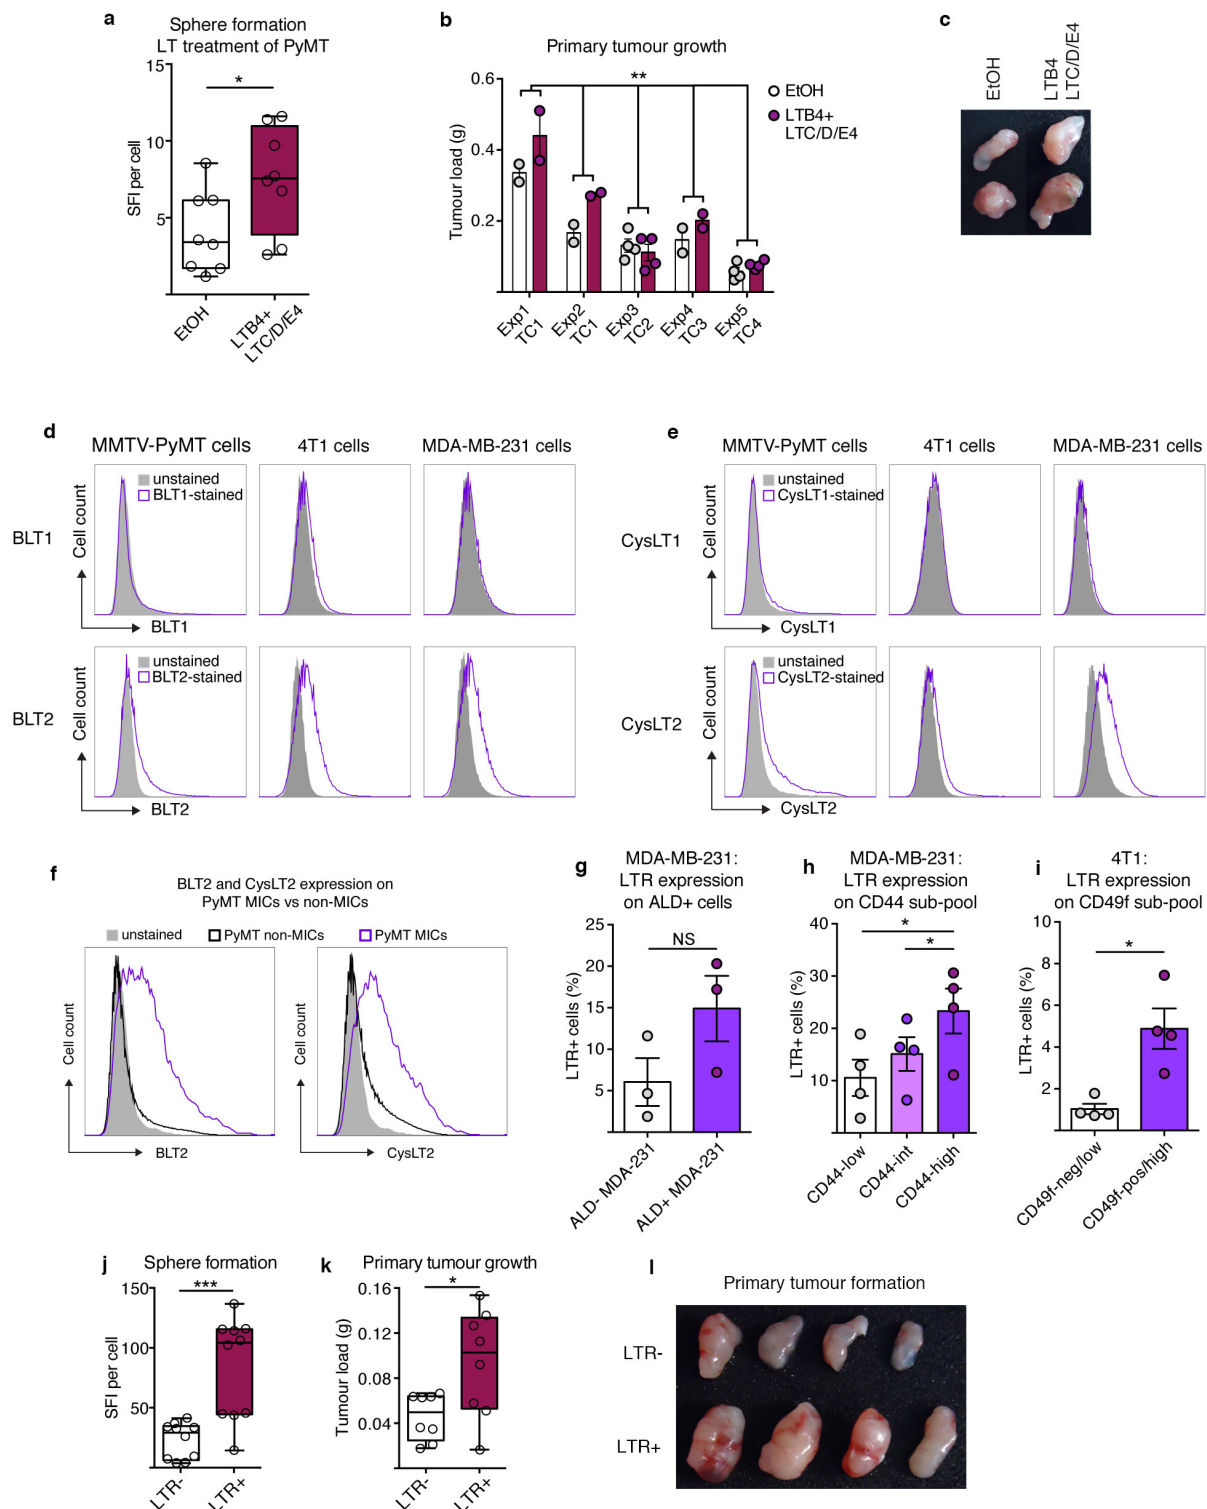 a
Sphere formation
LT treatment of PyMT
15
*
10
5
SFI per cell
EtOH
LTB4+
LTC/D/E4
b
Primary tumour growth
0.6
**
EtOH
LTB4+
LTC/D/E4
0.4
0.2
Tumour load (g)
Exp1
TC1
Exp2
TC1
Exp3
TC2
Exp4
TC3
Exp5
TC4
c
EtOH
LTB4
LTC/D/E4
d
MMTV-PyMT cells
4T1 cells
MDA-MB-231 cells
BLT1
Cell count
unstained
BLT1-stained
BLT1
BLT2
Cell count
unstained
BLT2-stained
BLT2
e
MMTV-PyMT cells
4T1 cells
MDA-MB-231 cells
CysLT1
Cell count
unstained
CysLT1-stained
CysLT1
CysLT2
Cell count
unstained
CysLT2-stained
CysLT2
f
BLT2 and CysLT2 expression on
PyMT MICs vs non-MICs
unstained
PyMT non-MICs
PyMT MICs
Cell count
BLT2
Cell count
CysLT2
g
MDA-MB-231:
LTR expression
on ALD+ cells
25
NS
20
15
10
5
LTR+ cells (%)
ALD- MDA-231
ALD+ MDA-231
h
MDA-MB-231:
LTR expression
on CD44 sub-pool
40
*
*
30
20
10
LTR+ cells (%)
CD44-low
CD44-int
CD44-high
i
4T1:
LTR expression
on CD49f sub-pool
10
*
8
6
4
2
LTR+ cells (%)
CD49f-neg/low
CD49f-pos/high
j
Sphere formation
150
***
100
50
SFI per cell
LTR-
LTR+
k
Primary tumour growth
0.16
*
0.12
0.08
0.04
Tumour load (g)
LTR-
LTR+
l
Primary tumour formation
LTR-
LTR+